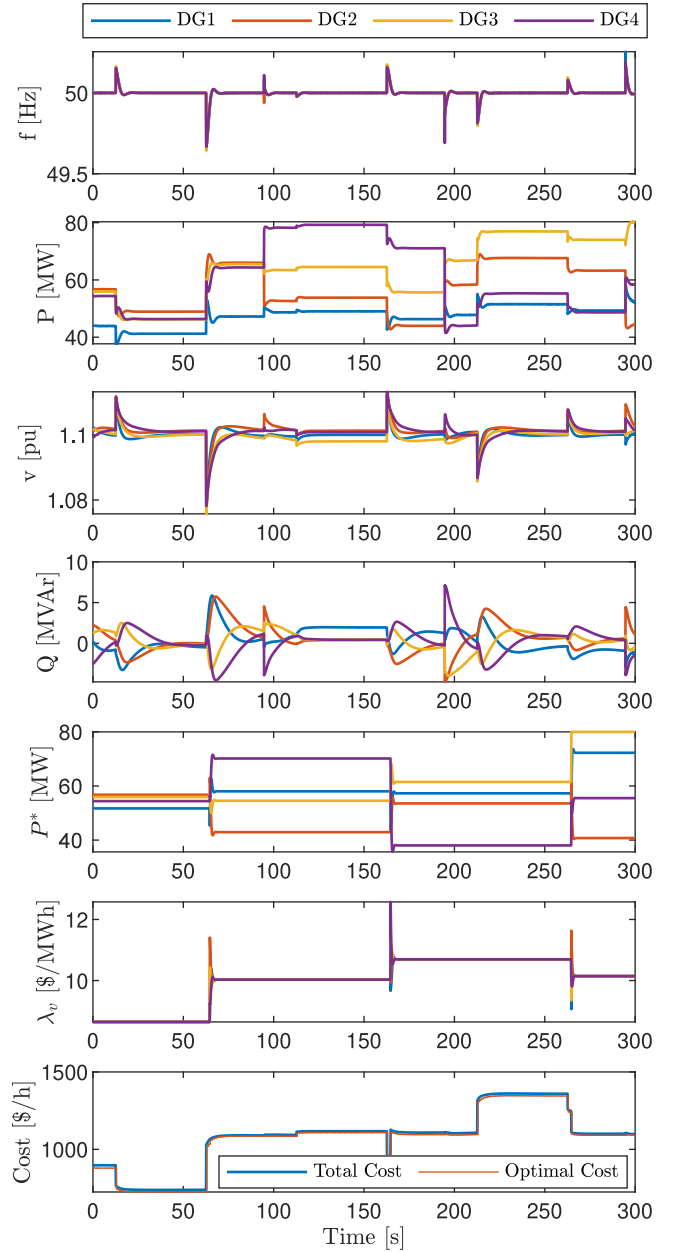 DG1 DG2 DG3 DG4
f [Hz]
50
49.5
0 50 100 150 200 250 300
P [MW]
80
60
40
0 50 100 150 200 250 300
v [pu]
1.1
1.08
0 50 100 150 200 250 300
Q [MVAr]
10
5
0
0 50 100 150 200 250 300
P* [MW]
80
60
40
0 50 100 150 200 250 300
λᵥ [$/MWh]
12
10
0 50 100 150 200 250 300
Cost [$/h]
1500
1000
Total Cost Optimal Cost
0 50 100 150 200 250 300
Time [s]